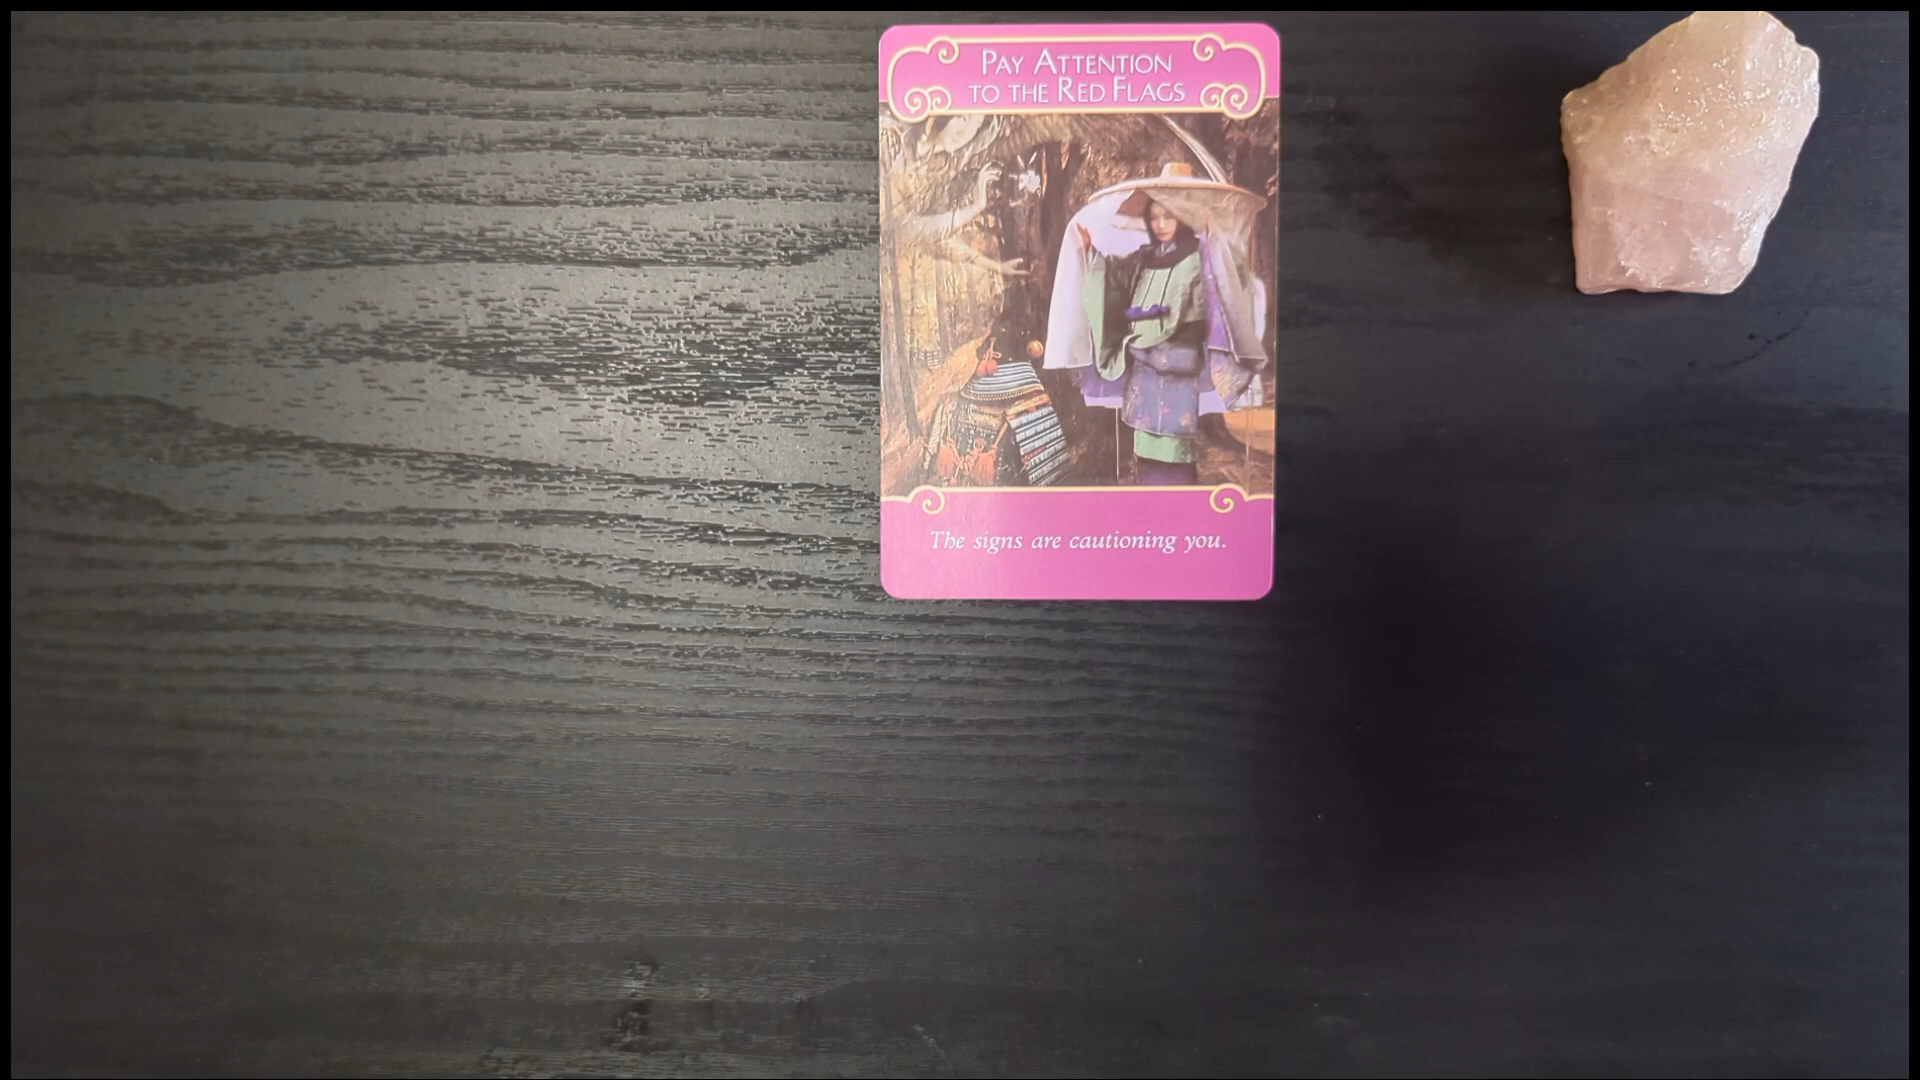 Pay Attention
to the Red Flags
The signs are cautioning you.